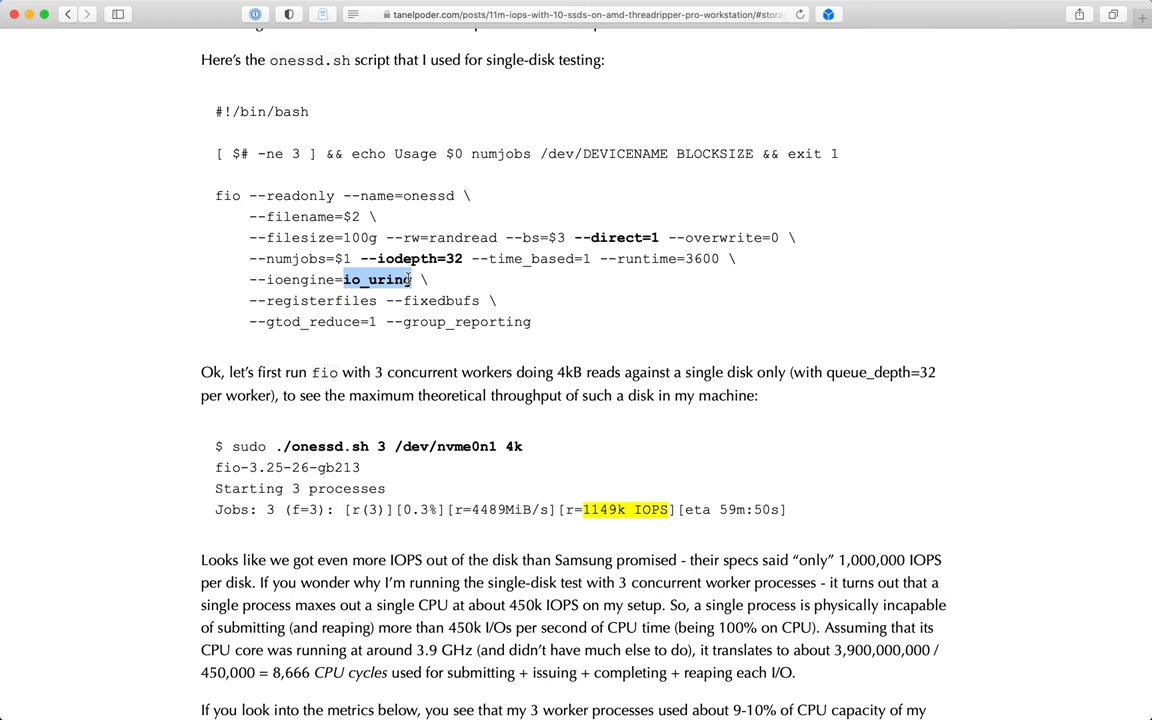 tanelpoder.com/posts/11m-iops-with-10-ssds-on-amd-threadripper-pro-workstation/#stora
Here's the onessd.sh script that I used for single-disk testing:
#!/bin/bash
[ $# -ne 3 ] && echo Usage $0 numjobs /dev/DEVICENAME BLOCKSIZE && exit 1
fio --readonly --name=onessd \
--filename=$2 \
--filesize=100g --rw=randread --bs=$3 --direct=1 --overwrite=0 \
--numjobs=$1 --iodepth=32 --time_based=1 --runtime=3600 \
--ioengine=io_uring \
--registerfiles --fixedbufs \
--gtod_reduce=1 --group_reporting
Ok, let's first run fio with 3 concurrent workers doing 4kB reads against a single disk only (with queue_depth=32
per worker), to see the maximum theoretical throughput of such a disk in my machine:
$ sudo ./onessd.sh 3 /dev/nvme0n1 4k
fio-3.25-26-gb213
Starting 3 processes
Jobs: 3 (f=3): [r(3)][0.3%][r=4489MiB/s][r=1149k IOPS][eta 59m:50s]
Looks like we got even more IOPS out of the disk than Samsung promised - their specs said "only" 1,000,000 IOPS
per disk. If you wonder why I'm running the single-disk test with 3 concurrent worker processes - it turns out that a
single process maxes out a single CPU at about 450k IOPS on my setup. So, a single process is physically incapable
of submitting (and reaping) more than 450k I/Os per second of CPU time (being 100% on CPU). Assuming that its
CPU core was running at around 3.9 GHz (and didn't have much else to do), it translates to about 3,900,000,000 /
450,000 = 8,666 CPU cycles used for submitting + issuing + completing + reaping each I/O.
If you look into the metrics below, you see that my 3 worker processes used about 9-10% of CPU capacity of my